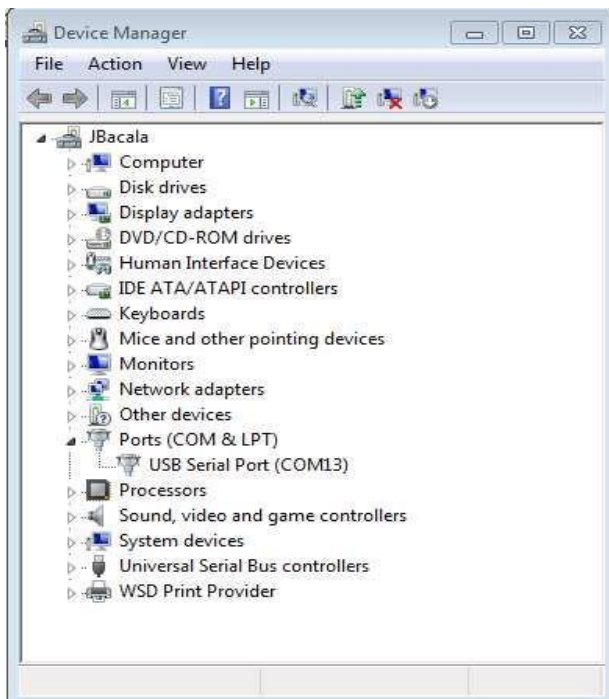 Device Manager
File Action View Help
JBacala
Computer
Disk drives
Display adapters
DVD/CD-ROM drives
Human Interface Devices
IDE ATA/ATAPI controllers
Keyboards
Mice and other pointing devices
Monitors
Network adapters
Other devices
Ports (COM & LPT)
USB Serial Port (COM13)
Processors
Sound, video and game controllers
System devices
Universal Serial Bus controllers
WSD Print Provider